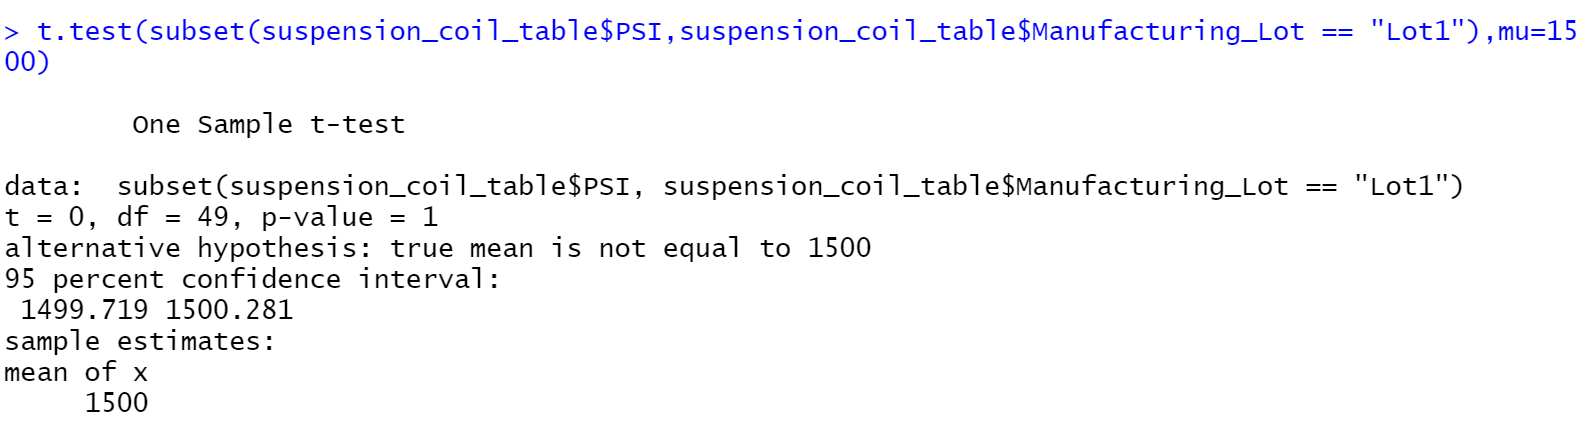 > t.test(subset(suspension_coil_table$PSI,suspension_coil_table$Manufacturing_Lot == "Lot1"),mu=15
00)
One Sample t-test
data:  subset(suspension_coil_table$PSI, suspension_coil_table$Manufacturing_Lot == "Lot1")
t = 0, df = 49, p-value = 1
alternative hypothesis: true mean is not equal to 1500
95 percent confidence interval:
1499.719 1500.281
sample estimates:
mean of x
1500